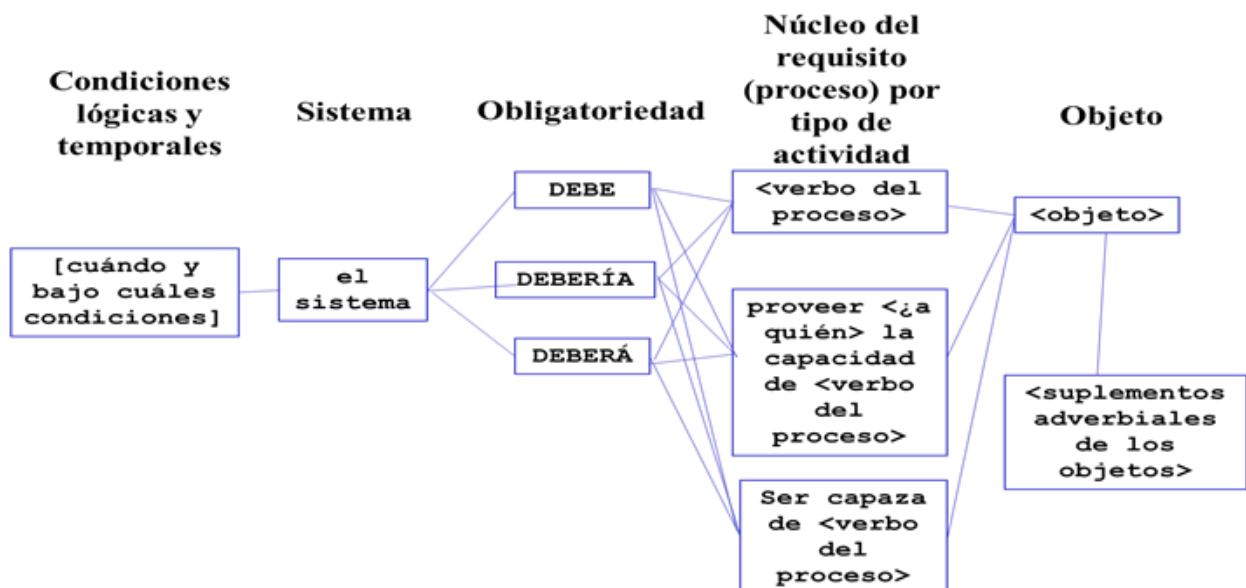 Condiciones
lógicas y
temporales
Sistema
Obligatoriedad
Núcleo del
requisito
(proceso) por
tipo de
actividad
Objeto
[cuándo y
bajo cuáles
condiciones]
el
sistema
DEBE
DEBERÍA
DEBERÁ
<verbo del
proceso>
proveer <¿a
quién> la
capacidad
de <verbo
del
proceso>
Ser capaza
de <verbo
del
proceso>
<objeto>
<suplementos
adverbiales
de los
objetos>